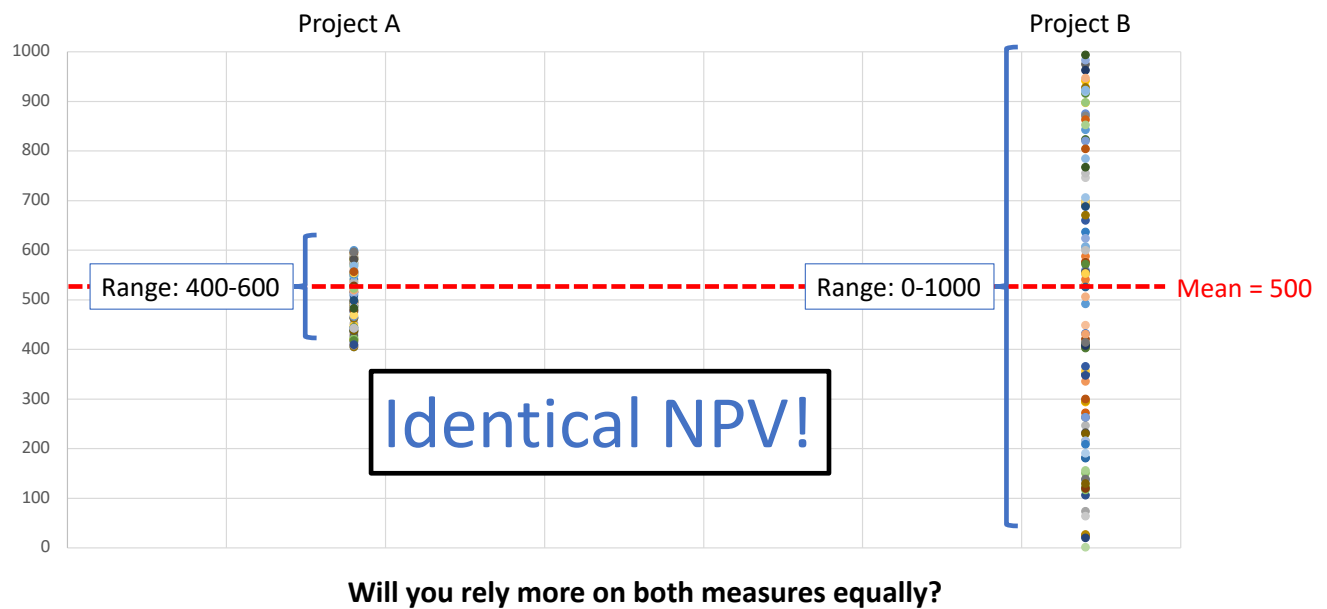 Project A
Project B
1000
900
800
700
600
500
400
300
200
100
0
Range: 400-600
Range: 0-1000
Mean = 500
Identical NPV!
Will you rely more on both measures equally?